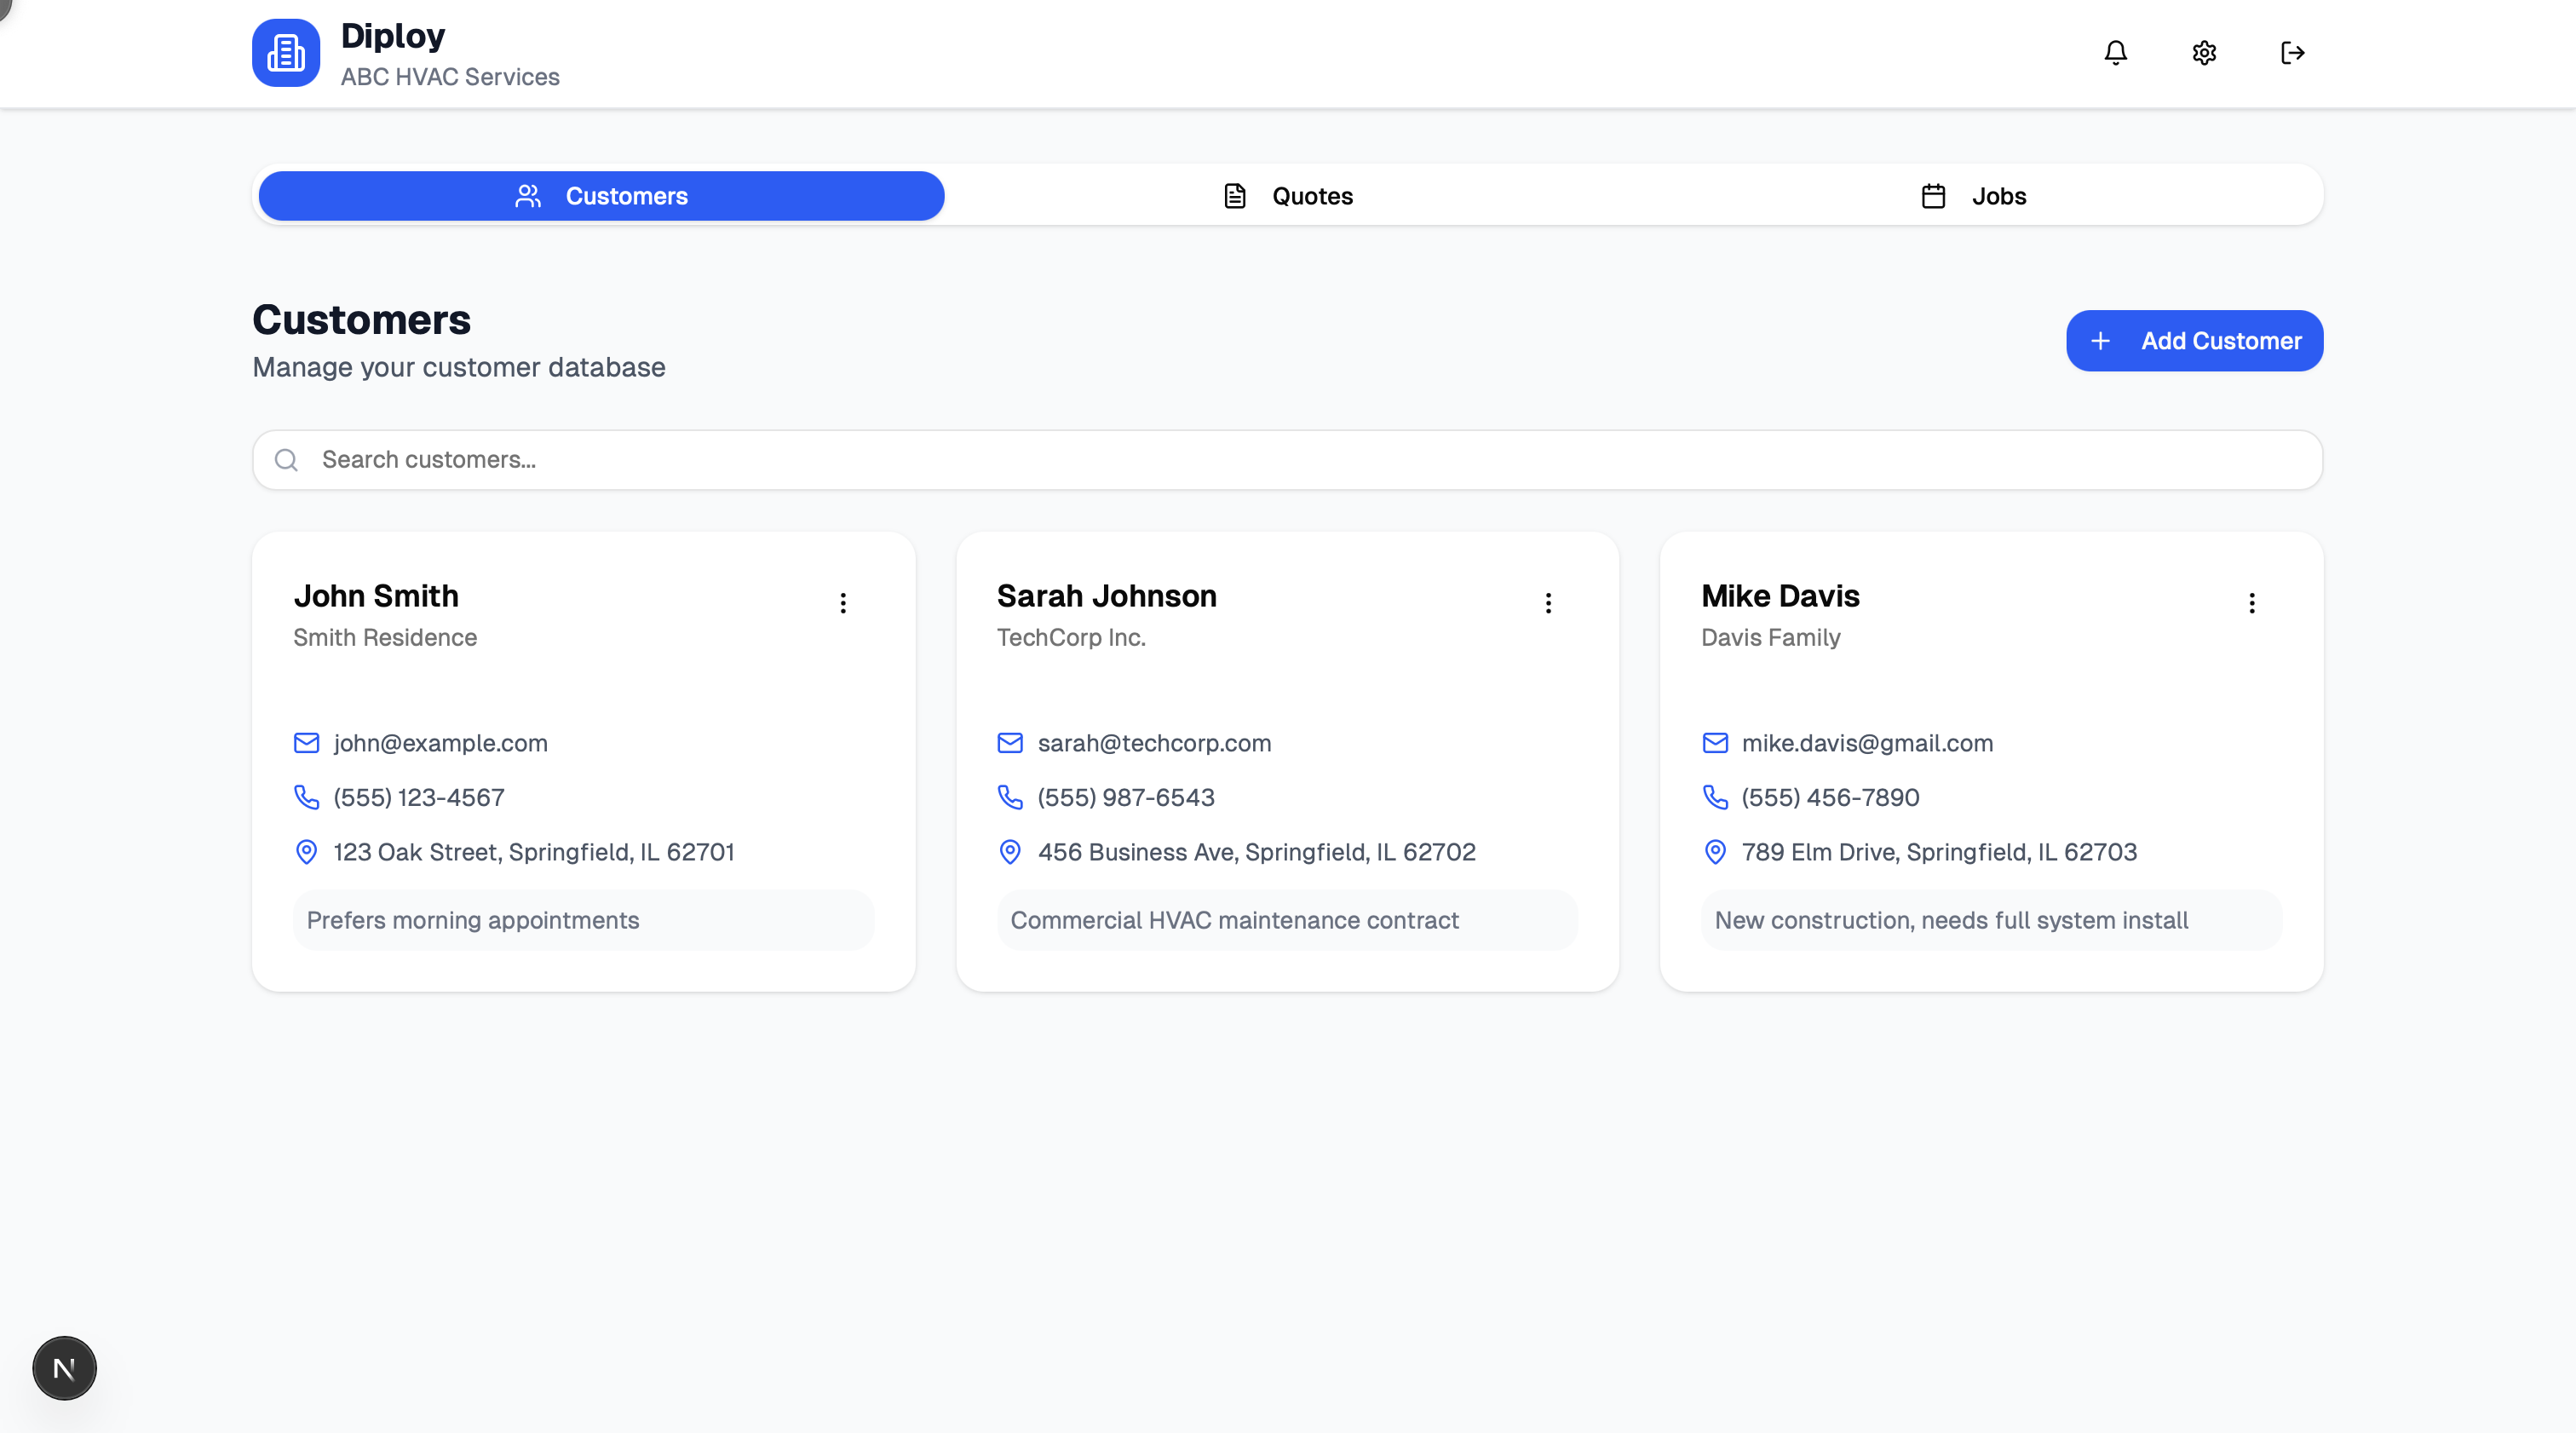 Diploy
ABC HVAC Services
Customers
Quotes
Jobs
Customers
Manage your customer database
Add Customer
Search customers...
John Smith
Smith Residence
john@example.com
(555) 123-4567
123 Oak Street, Springfield, IL 62701
Prefers morning appointments
Sarah Johnson
TechCorp Inc.
sarah@techcorp.com
(555) 987-6543
456 Business Ave, Springfield, IL 62702
Commercial HVAC maintenance contract
Mike Davis
Davis Family
mike.davis@gmail.com
(555) 456-7890
789 Elm Drive, Springfield, IL 62703
New construction, needs full system install
N